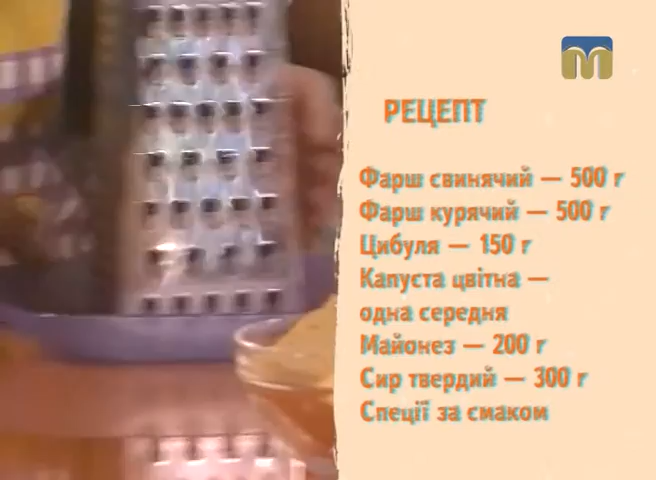 РЕЦЕПТ
Фарш свинячий — 500 г
Фарш курячий — 500 г
Цибуля — 150 г
Капуста цвітна —
одна середня
Майонез — 200 г
Сир твердий — 300 г
Спеції за смаком